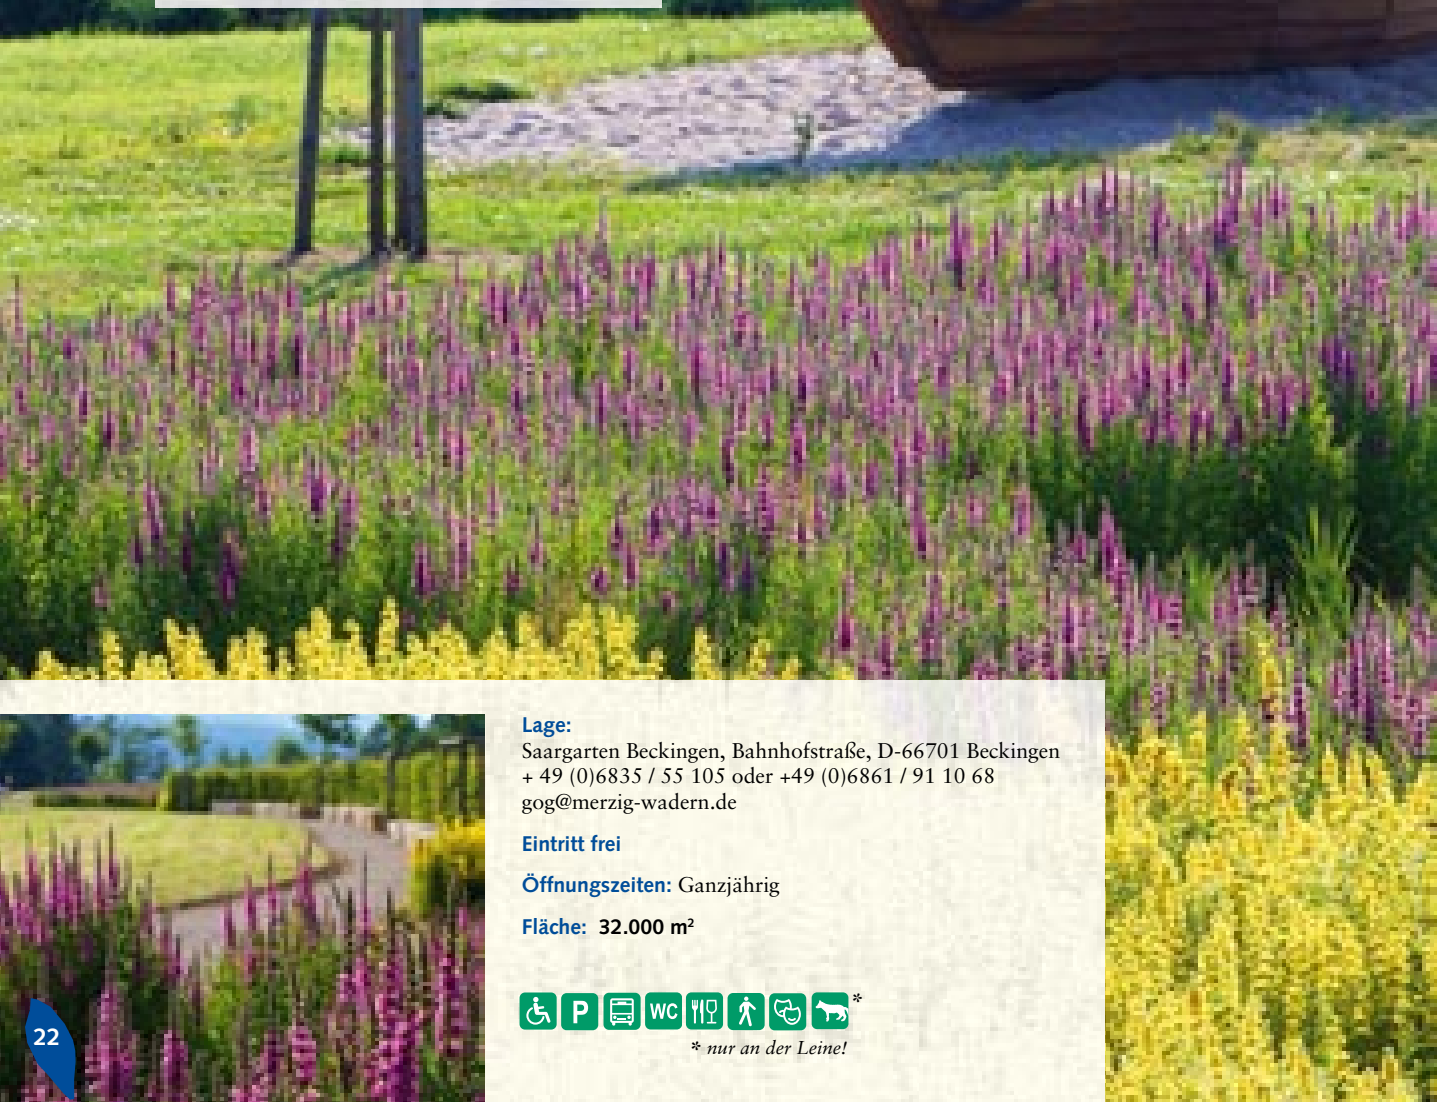 Lage:
Saargarten Beckingen, Bahnhofstraße, D-66701 Beckingen
+ 49 (0)6835 / 55 105 oder +49 (0)6861 / 91 10 68
gog@merzig-wadern.de
Eintritt frei
Öffnungszeiten: Ganzjährig
Fläche: 32.000 m²
P WC *
* nur an der Leine!
22